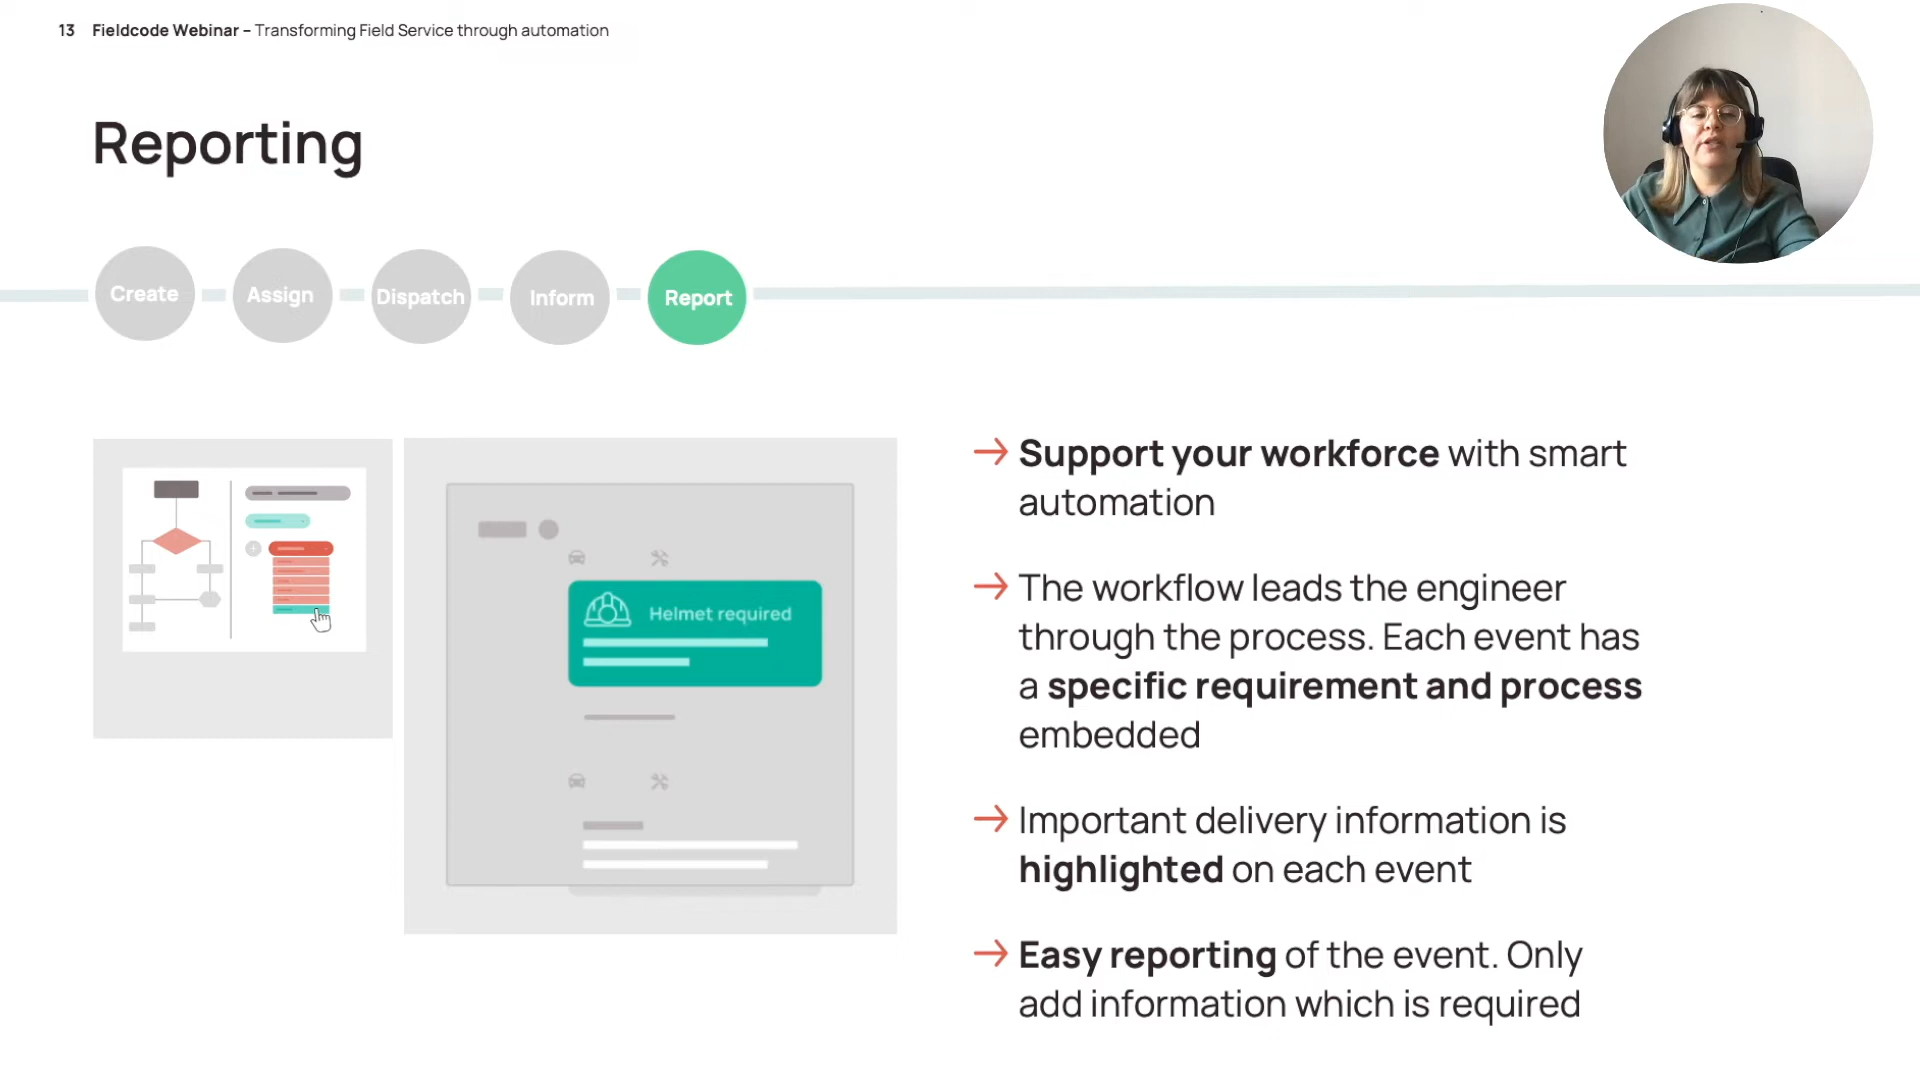 13 Fieldcode Webinar – Transforming Field Service through automation
Reporting
Create Assign Dispatch Inform Report
Helmet required
Support your workforce with smart
automation
The workflow leads the engineer
through the process. Each event has
a specific requirement and process
embedded
Important delivery information is
highlighted on each event
Easy reporting of the event. Only
add information which is required